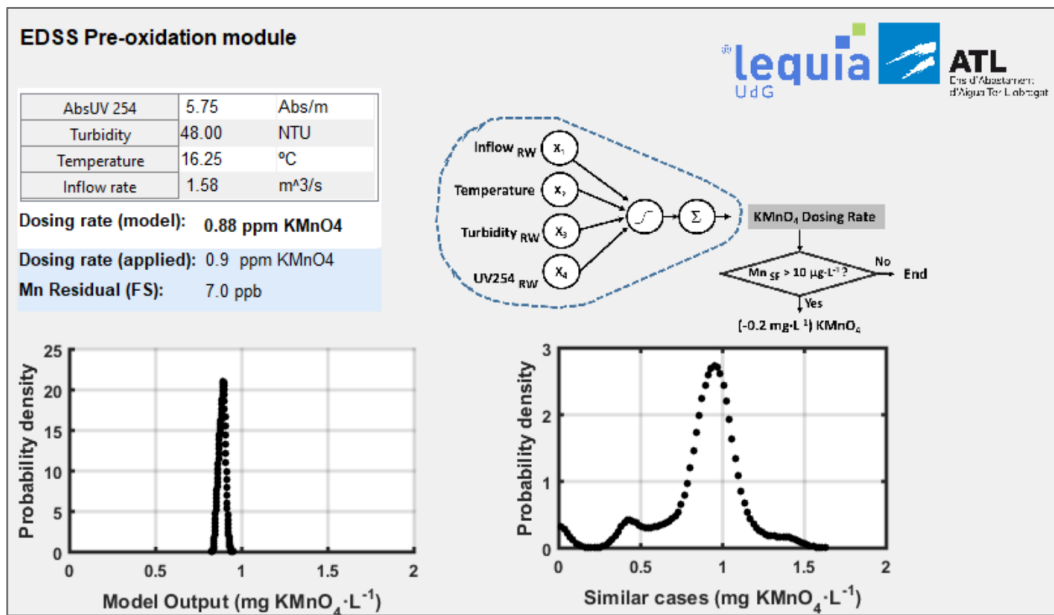 EDSS Pre-oxidation module
® lequia
UdG
ATL
Ens d'Abastament
d'Aigua Ter-Llobregat
AbsUV 254 5.75 Abs/m
Turbidity 48.00 NTU
Temperature 16.25 ºC
Inflow rate 1.58 m^3/s
Dosing rate (model): 0.88 ppm KMnO4
Dosing rate (applied): 0.9 ppm KMnO4
Mn Residual (FS): 7.0 ppb
Inflow RW X1
Temperature X2
Turbidity RW X3
UV254 RW X4
Σ
KMnO4 Dosing Rate
Mn SF > 10 µg·L-1 ?
No
End
Yes
(-0.2 mg·L-1) KMnO4
Probability density
25
20
15
10
5
0
0 0.5 1 1.5 2
Model Output (mg KMnO4·L-1)
Probability density
3
2
1
0
0 0.5 1 1.5 2
Similar cases (mg KMnO4·L-1)